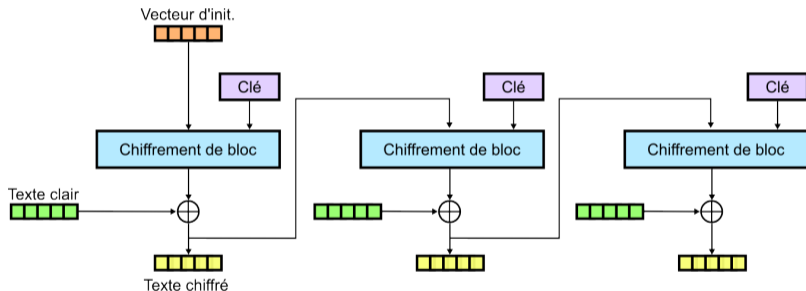 Vecteur d'init.
Clé
Clé
Clé
Chiffrement de bloc
Chiffrement de bloc
Chiffrement de bloc
Texte clair
Texte chiffré